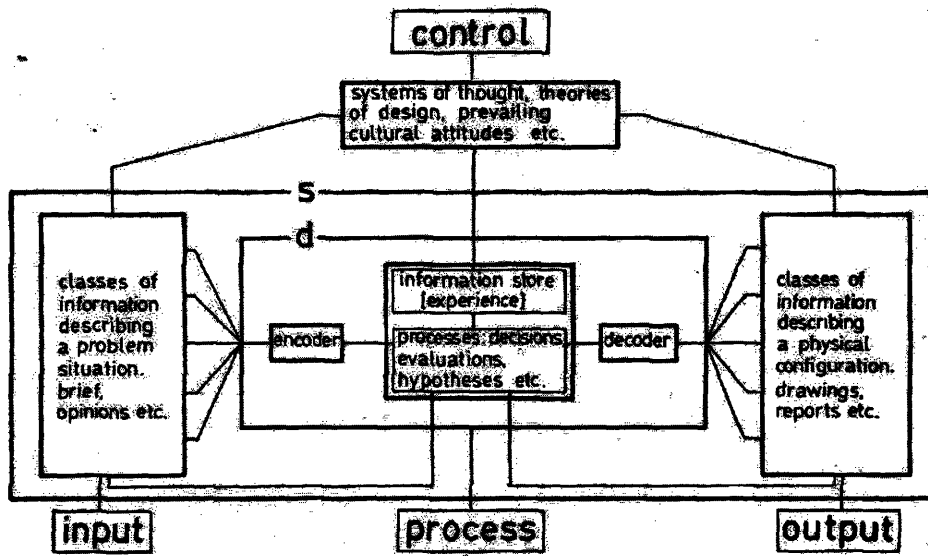 control
systems of thought, theories
of design, prevailing
cultural attitudes etc.
s
d
classes of
information
describing
a problem
situation.
brief,
opinions etc.
encoder
information store
[experience]
processes: decisions,
evaluations,
hypotheses etc.
decoder
classes of
information
describing
a physical
configuration.
drawings,
reports etc.
input
process
output